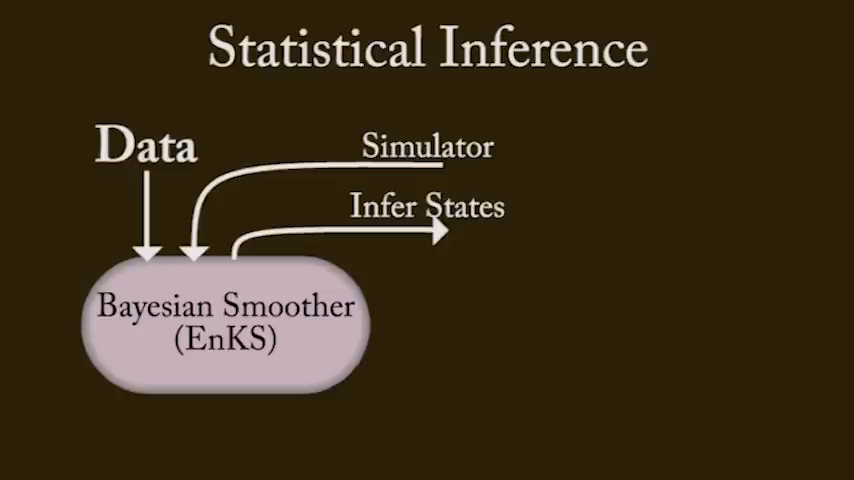 Statistical Inference
Data
Simulator
Infer States
Bayesian Smoother
(EnKS)